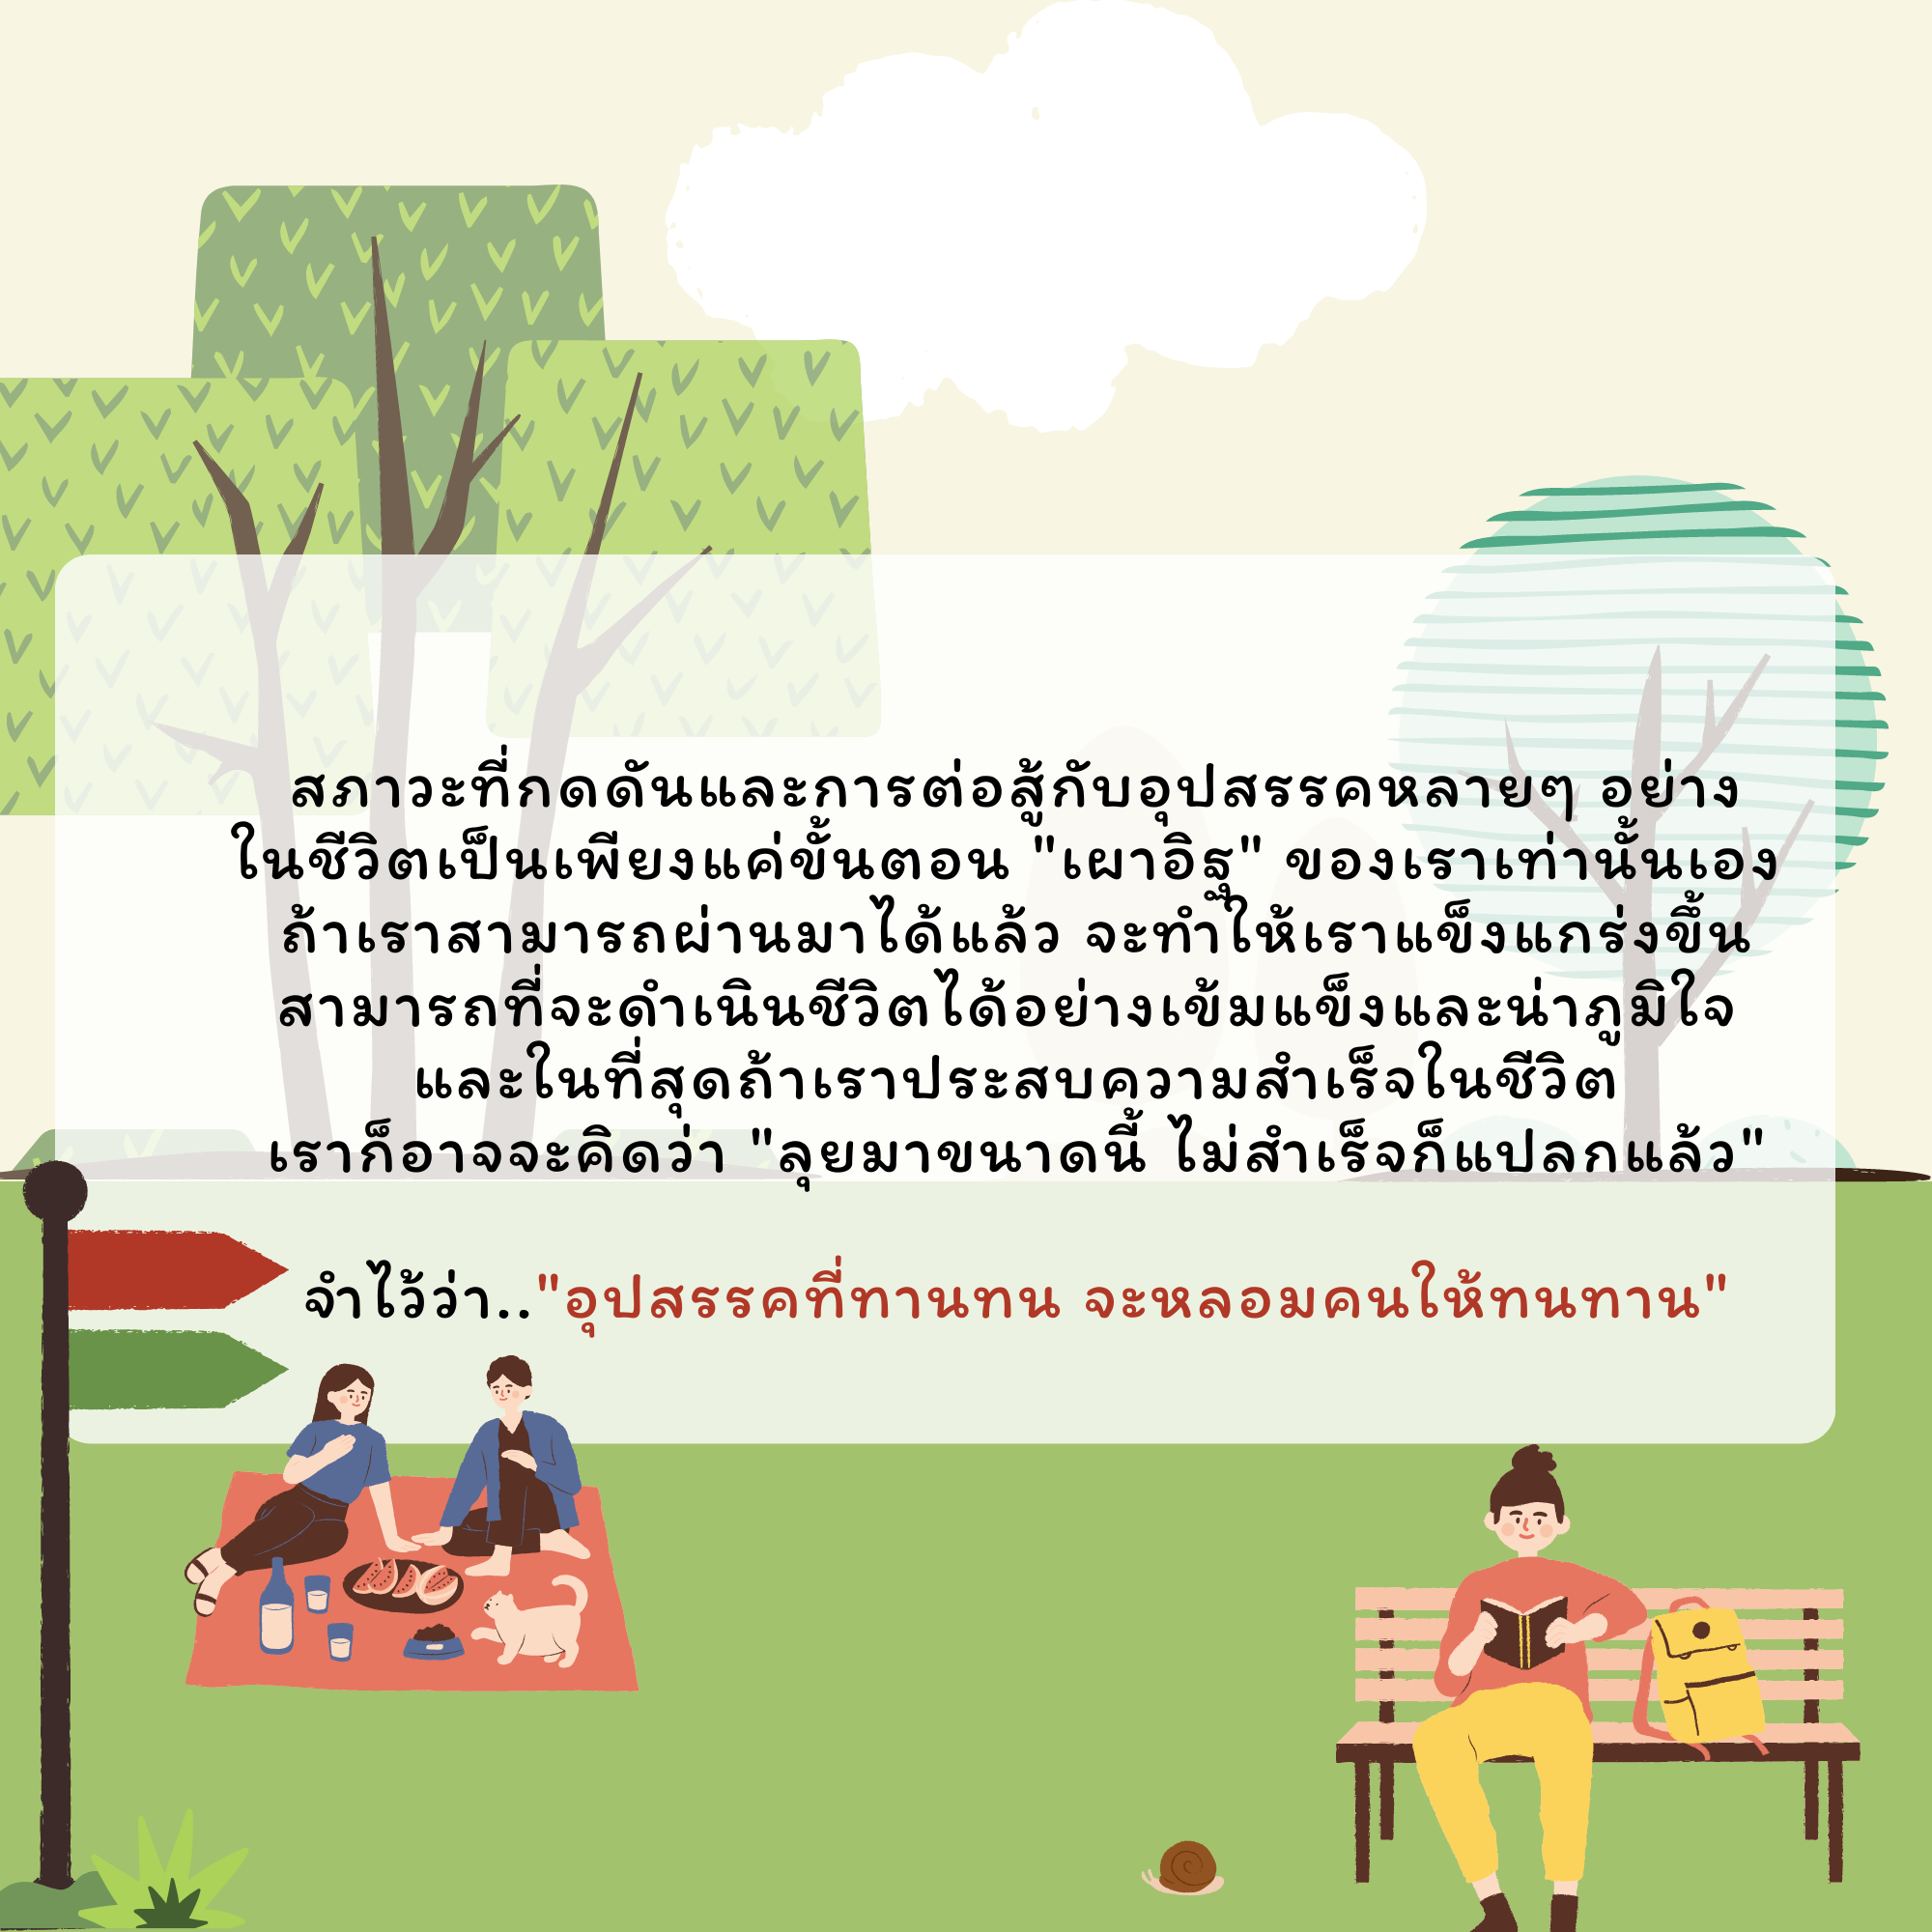 สภาวะที่กดดันและการต่อสู้กับอุปสรรคหลายๆ อย่าง
ในชีวิตเป็นเพียงแค่ขั้นตอน "เผาอิฐ" ของเราเท่านั้นเอง
ถ้าเราสามารถผ่านมาได้แล้ว จะทำให้เราแข็งแกร่งขึ้น
สามารถที่จะดำเนินชีวิตได้อย่างเข้มแข็งและน่าภูมิใจ
และในที่สุดถ้าเราประสบความสำเร็จในชีวิต
เราก็อาจจะคิดว่า "ลุยมาขนาดนี้ ไม่สำเร็จก็แปลกแล้ว"
จำไว้ว่า.."อุปสรรคที่ทานทน จะหลอมคนให้ทนทาน"